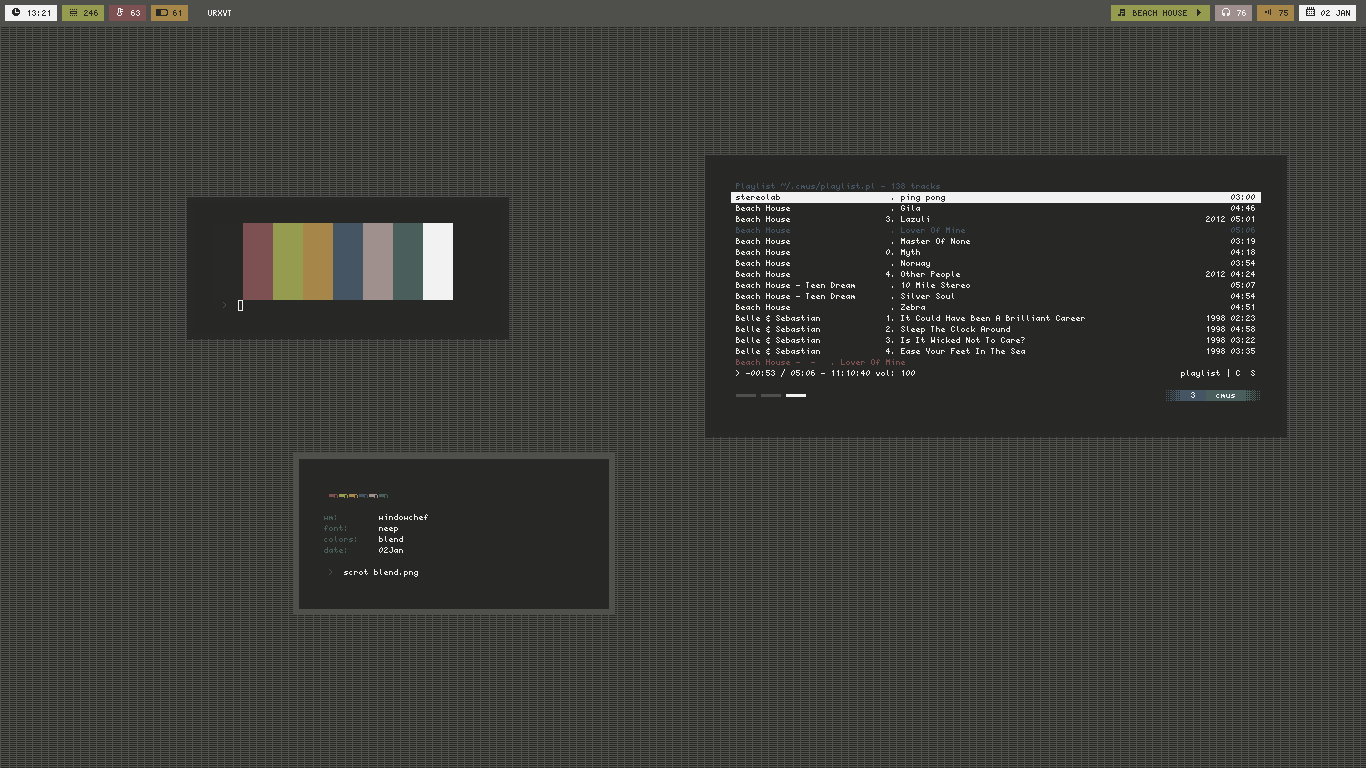 13:21 246 63 61 URXVT BEACH HOUSE 76 75 02 JAN
Playlist ~/.cmus/playlist.pl - 138 tracks
stereolab . ping pong 03:00
Beach House . Gila 04:46
Beach House 3. Lazuli 2012 05:01
Beach House . Lover Of Mine 05:06
Beach House . Master Of None 03:19
Beach House 0. Myth 04:18
Beach House . Norway 03:54
Beach House 4. Other People 2012 04:24
Beach House - Teen Dream . 10 Mile Stereo 05:07
Beach House - Teen Dream . Silver Soul 04:54
Beach House . Zebra 04:51
Belle & Sebastian 1. It Could Have Been A Brilliant Career 1998 02:23
Belle & Sebastian 2. Sleep The Clock Around 1998 04:58
Belle & Sebastian 3. Is It Wicked Not To Care? 1998 03:22
Belle & Sebastian 4. Ease Your Feet In The Sea 1998 03:35
Beach House - - . Lover Of Mine
> -00:53 / 05:06 - 11:10:40 vol: 100 playlist | C S
3 cmus
>
wm: windowchef
font: neep
colors: blend
date: 02Jan
> scrot blend.png